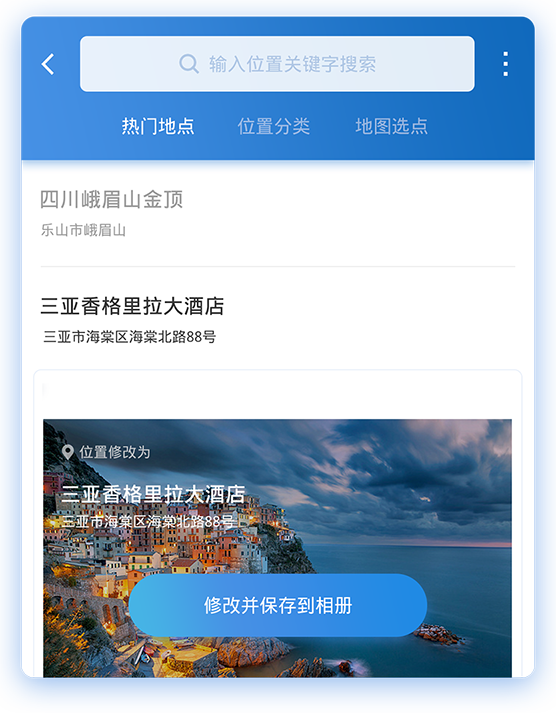 输入位置关键字搜索
热门地点 位置分类 地图选点
四川峨眉山金顶
乐山市峨眉山
三亚香格里拉大酒店
三亚市海棠区海棠北路88号
位置修改为
三亚香格里拉大酒店
三亚市海棠区海棠北路88号
修改并保存到相册